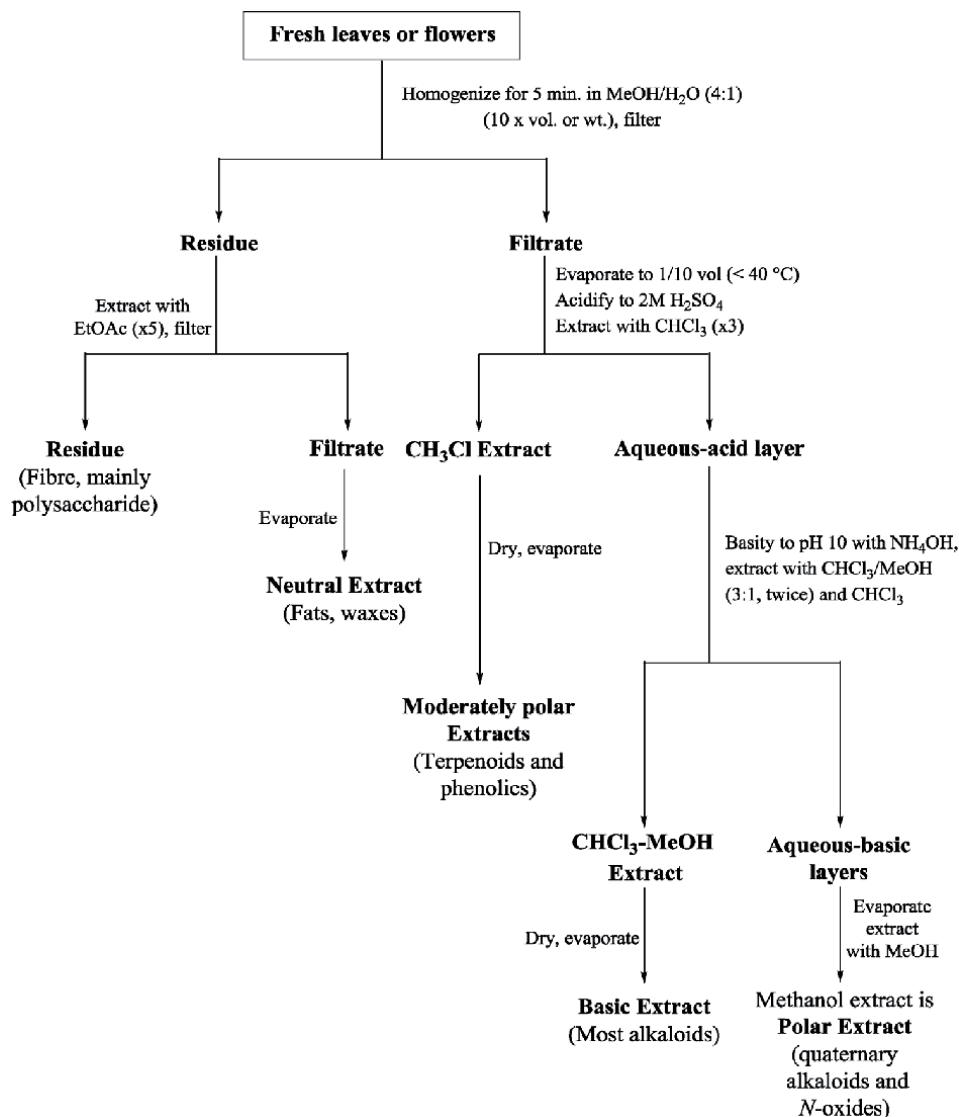 Fresh leaves or flowers
Homogenize for 5 min. in MeOH/H₂O (4:1)
(10 x vol. or wt.), filter
Residue
Filtrate
Extract with
EtOAc (x5), filter
Evaporate to 1/10 vol (< 40 °C)
Acidify to 2M H₂SO₄
Extract with CHCl₃ (x3)
Residue
(Fibre, mainly
polysaccharide)
Filtrate
CH₃Cl Extract
Aqueous-acid layer
Evaporate
Neutral Extract
(Fats, waxes)
Dry, evaporate
Moderately polar
Extracts
(Terpenoids and
phenolics)
Basity to pH 10 with NH₄OH,
extract with CHCl₃/MeOH
(3:1, twice) and CHCl₃
CHCl₃-MeOH
Extract
Aqueous-basic
layers
Dry, evaporate
Evaporate
extract
with MeOH
Basic Extract
(Most alkaloids)
Methanol extract is
Polar Extract
(quaternary
alkaloids and
N-oxides)